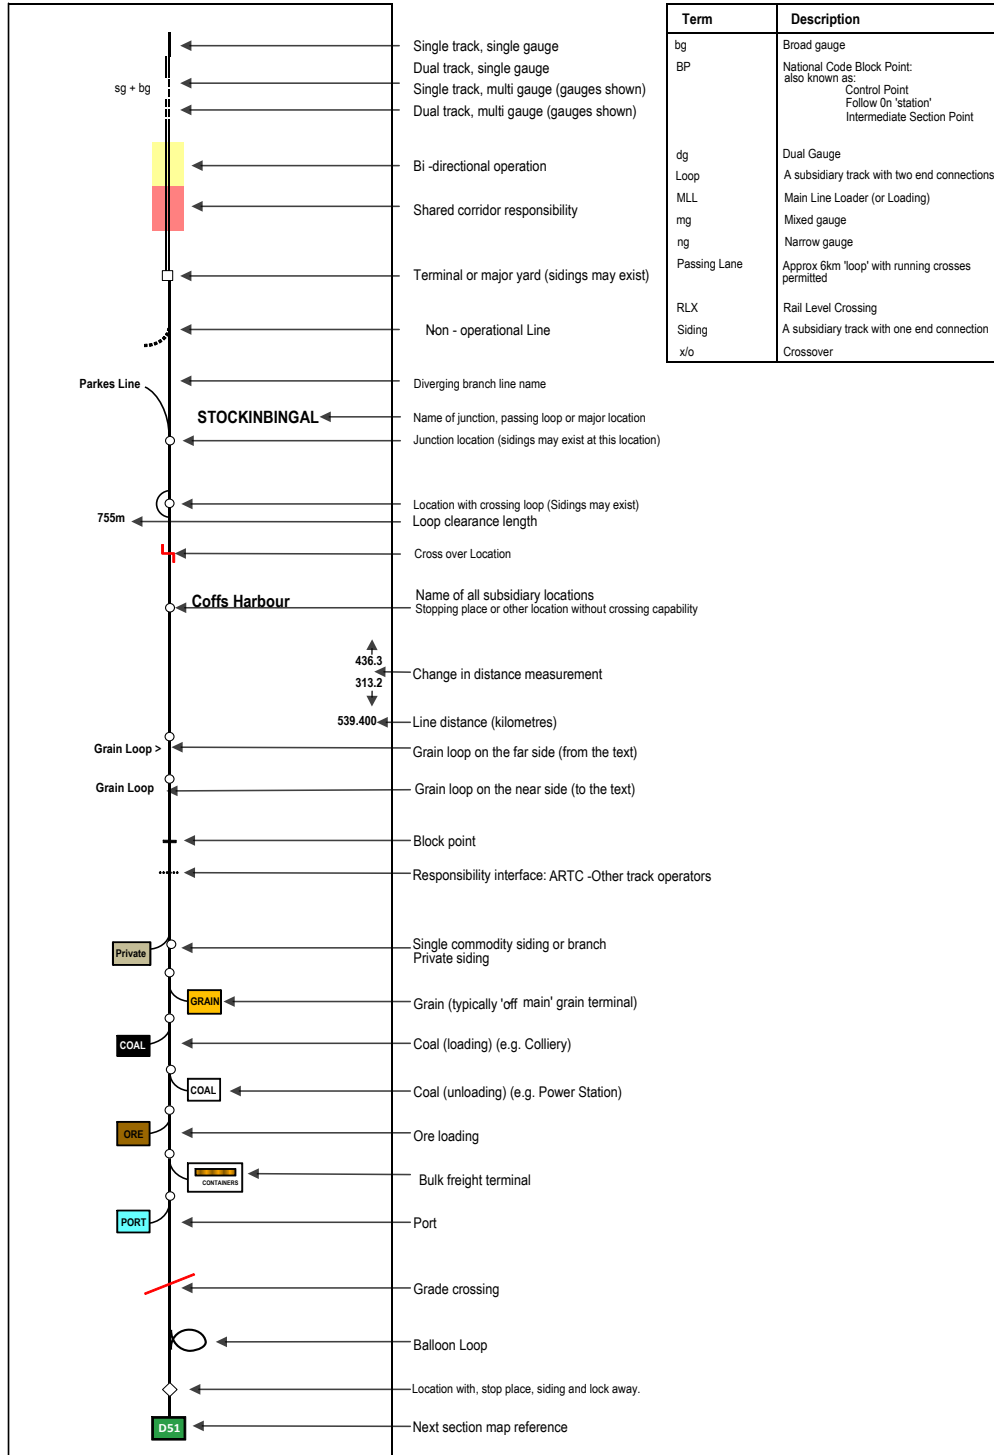 Single track, single gauge
Dual track, single gauge
sg + bg
Single track, multi gauge (gauges shown)
Dual track, multi gauge (gauges shown)
Bi -directional operation
Shared corridor responsibility
Terminal or major yard (sidings may exist)
Non - operational Line
Parkes Line
Diverging branch line name
STOCKINBINGAL
Name of junction, passing loop or major location
Junction location (sidings may exist at this location)
Location with crossing loop (Sidings may exist)
755m
Loop clearance length
Cross over Location
Coffs Harbour
Name of all subsidiary locations
Stopping place or other location without crossing capability
436.3
313.2
Change in distance measurement
539.400
Line distance (kilometres)
Grain Loop >
Grain loop on the far side (from the text)
Grain Loop
Grain loop on the near side (to the text)
Block point
Responsibility interface: ARTC -Other track operators
Private
Single commodity siding or branch
Private siding
GRAIN
Grain (typically 'off main' grain terminal)
COAL
Coal (loading) (e.g. Colliery)
COAL
Coal (unloading) (e.g. Power Station)
ORE
Ore loading
CONTAINERS
Bulk freight terminal
PORT
Port
Grade crossing
Balloon Loop
Location with, stop place, siding and lock away.
D51
Next section map reference
Term Description
bg Broad gauge
BP National Code Block Point:
also known as:
Control Point
Follow 0n 'station'
Intermediate Section Point
dg Dual Gauge
Loop A subsidiary track with two end connections
MLL Main Line Loader (or Loading)
mg Mixed gauge
ng Narrow gauge
Passing Lane Approx 6km 'loop' with running crosses
permitted
RLX Rail Level Crossing
Siding A subsidiary track with one end connection
x/o Crossover